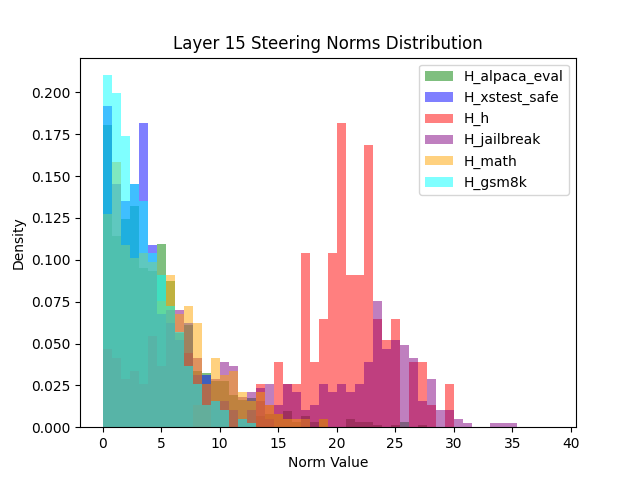 Layer 15 Steering Norms Distribution
H_alpaca_eval
H_xstest_safe
H_h
H_jailbreak
H_math
H_gsm8k
Density
0.200
0.175
0.150
0.125
0.100
0.075
0.050
0.025
0.000
0 5 10 15 20 25 30 35 40
Norm Value